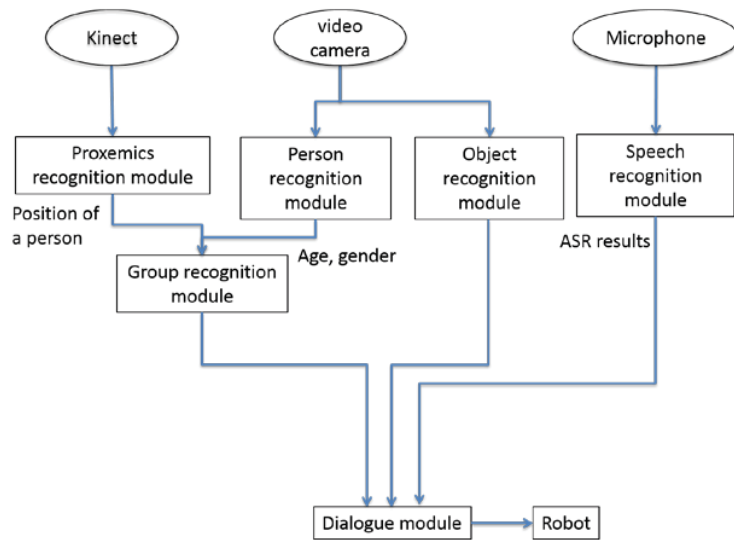 Kinect
video
camera
Microphone
Proxemics
recognition module
Person
recognition
module
Object
recognition
module
Speech
recognition
module
Position of
a person
Age, gender
ASR results
Group recognition
module
Dialogue module
Robot